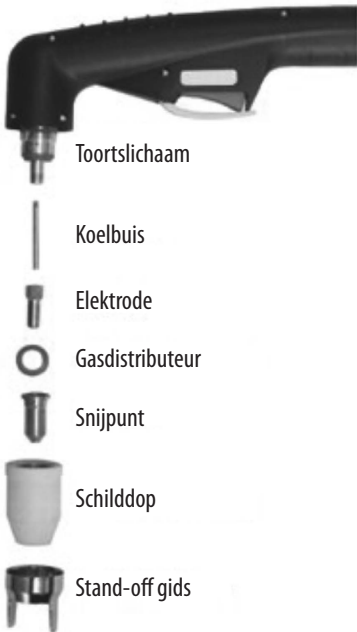 Toortslichaam
Koelbuis
Elektrode
Gasdistributeur
Snijpunt
Schilddop
Stand-off gids